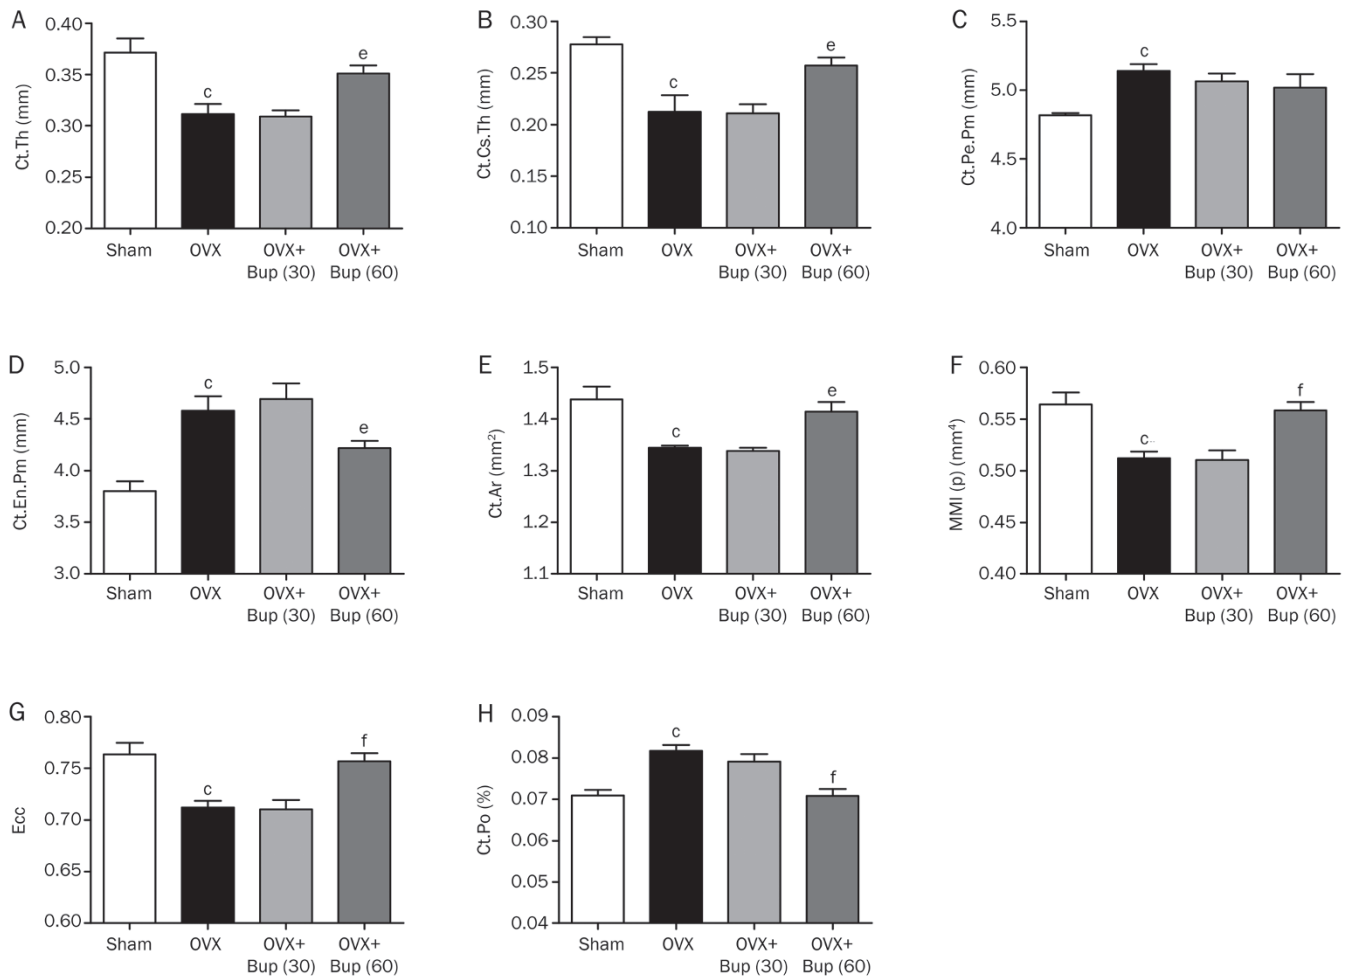 A
Ct.Th (mm)
0.40
0.35
0.30
0.25
0.20
c
e
Sham
OVX
OVX+
Bup (30)
OVX+
Bup (60)
B
Ct.Cs.Th (mm)
0.30
0.25
0.20
0.15
0.10
c
e
Sham
OVX
OVX+
Bup (30)
OVX+
Bup (60)
C
Ct.Pe.Pm (mm)
5.5
5.0
4.5
4.0
c
Sham
OVX
OVX+
Bup (30)
OVX+
Bup (60)
D
Ct.En.Pm (mm)
5.0
4.5
4.0
3.5
3.0
c
e
Sham
OVX
OVX+
Bup (30)
OVX+
Bup (60)
E
Ct.Ar (mm²)
1.5
1.4
1.3
1.2
1.1
c
e
Sham
OVX
OVX+
Bup (30)
OVX+
Bup (60)
F
MMI (p) (mm⁴)
0.60
0.55
0.50
0.45
0.40
c
f
Sham
OVX
OVX+
Bup (30)
OVX+
Bup (60)
G
Ecc
0.80
0.75
0.70
0.65
0.60
c
f
Sham
OVX
OVX+
Bup (30)
OVX+
Bup (60)
H
Ct.Po (%)
0.09
0.08
0.07
0.06
0.05
0.04
c
f
Sham
OVX
OVX+
Bup (30)
OVX+
Bup (60)